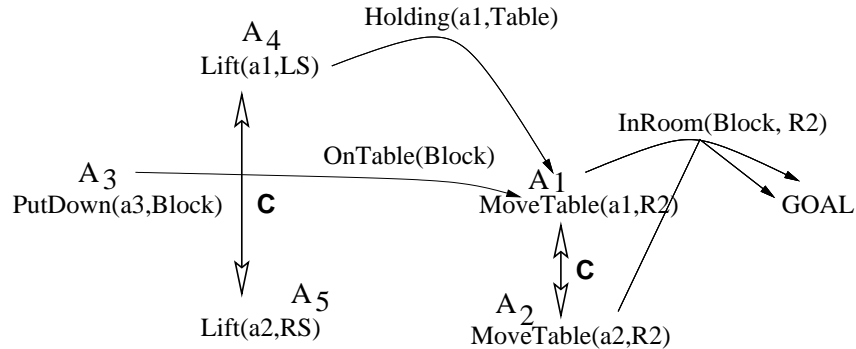 Holding(a1,Table)
A4
Lift(a1,LS)
InRoom(Block, R2)
OnTable(Block)
A3
PutDown(a3,Block)
C
A1
MoveTable(a1,R2)
GOAL
C
A5
Lift(a2,RS)
A2
MoveTable(a2,R2)